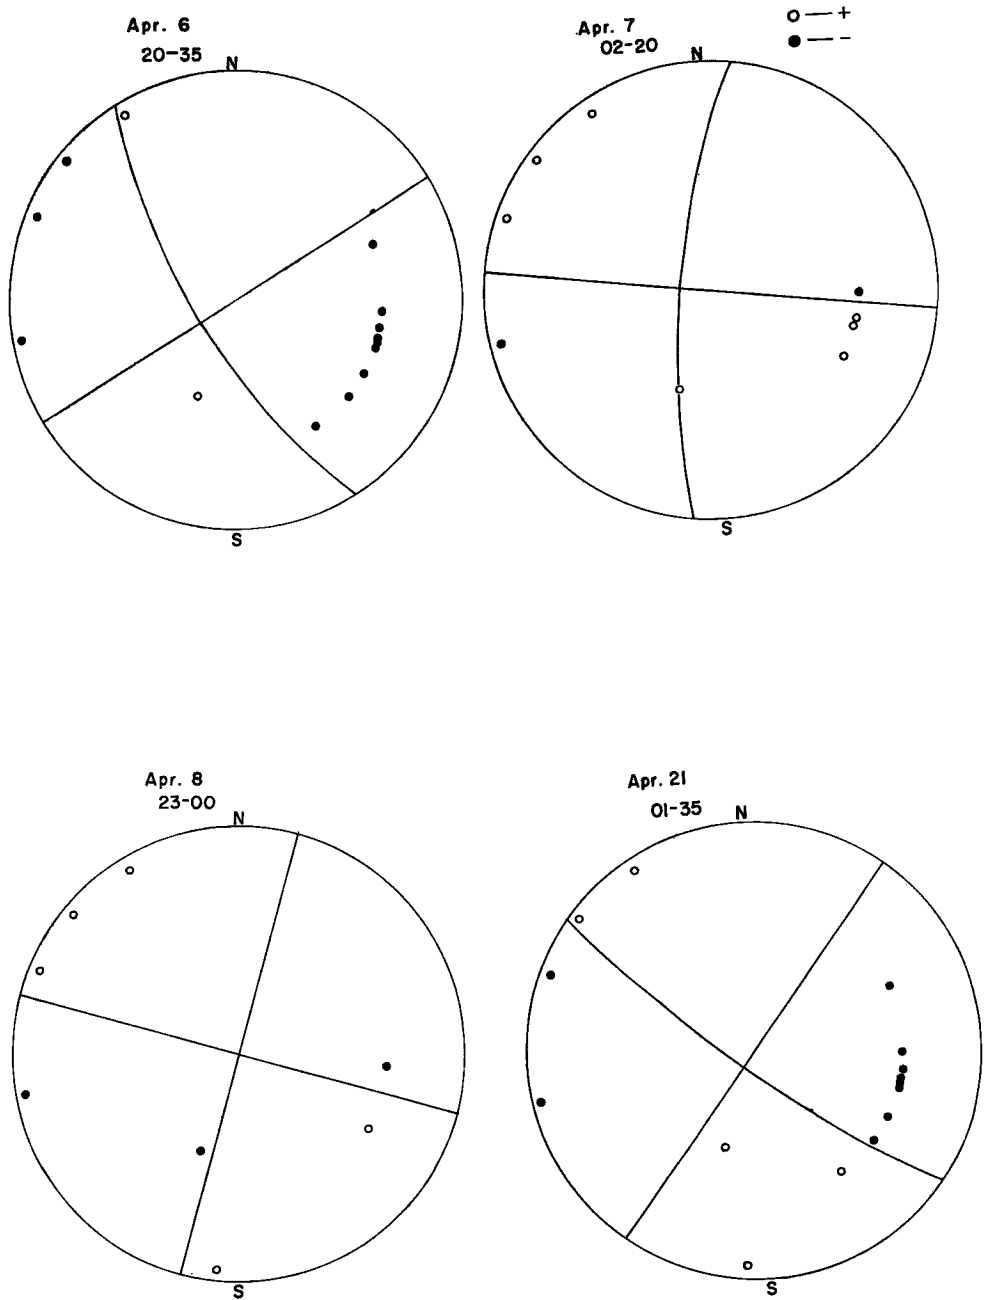 Apr. 6
20-35
N
S
Apr. 7
02-20
N
S
O — +
● — -
Apr. 8
23-00
N
S
Apr. 21
01-35
N
S